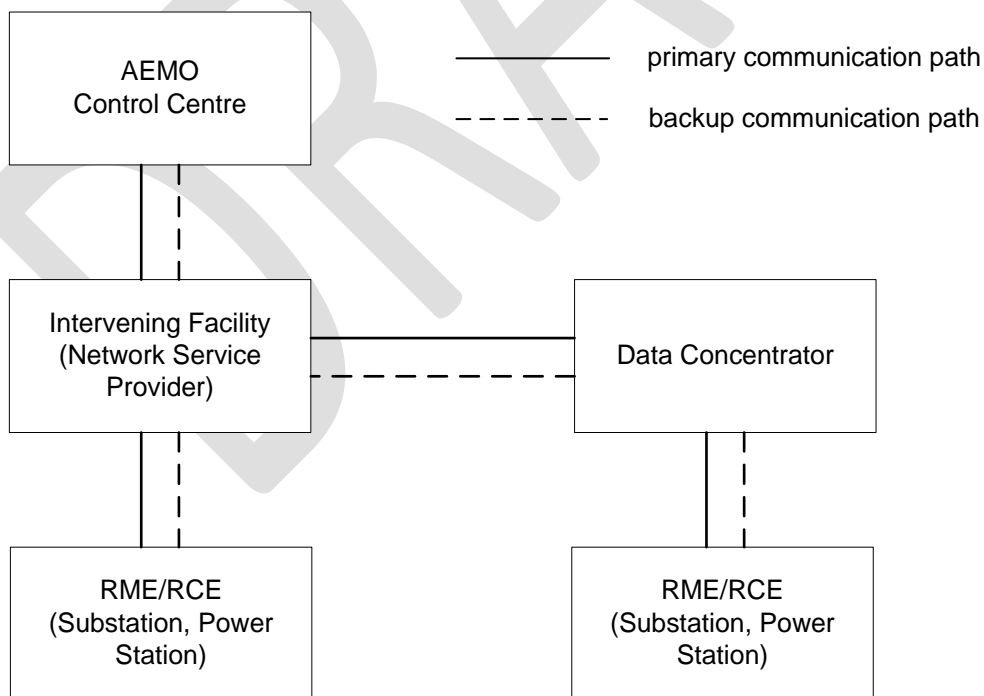 AEMO
Control Centre
primary communication path
backup communication path
Intervening Facility
(Network Service
Provider)
Data Concentrator
RME/RCE
(Substation, Power
Station)
RME/RCE
(Substation, Power
Station)
DRA